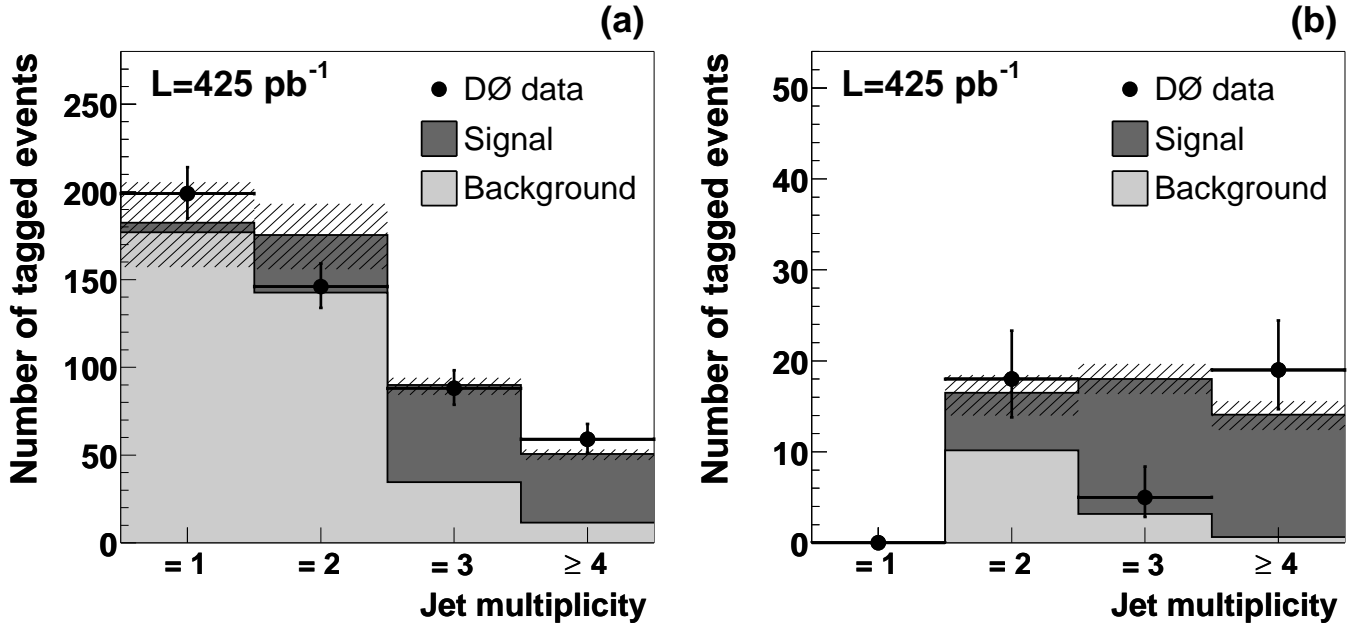 (a)
L=425 pb⁻¹
DØ data
Signal
Background
Number of tagged events
250
200
150
100
50
0
= 1
= 2
= 3
≥ 4
Jet multiplicity
(b)
L=425 pb⁻¹
DØ data
Signal
Background
Number of tagged events
50
40
30
20
10
0
= 1
= 2
= 3
≥ 4
Jet multiplicity